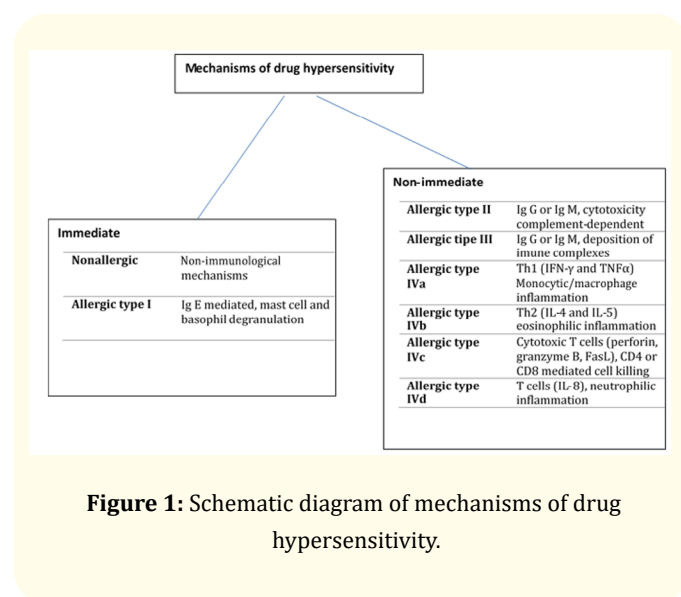 Mechanisms of drug hypersensitivity
Immediate
Nonallergic Non-immunological
mechanisms
Allergic type I Ig E mediated, mast cell and
basophil degranulation
Non-immediate
Allergic type II Ig G or Ig M, cytotoxicity
complement-dependent
Allergic tipe III Ig G or Ig M, deposition of
imune complexes
Allergic type Th1 (IFN-γ and TNFα)
IVa Monocytic/macrophage
inflammation
Allergic type Th2 (IL-4 and IL-5)
IVb eosinophilic inflammation
Allergic type Cytotoxic T cells (perforin,
IVc granzyme B, FasL), CD4 or
CD8 mediated cell killing
Allergic type T cells (IL-8), neutrophilic
IVd inflammation
Figure 1: Schematic diagram of mechanisms of drug
hypersensitivity.